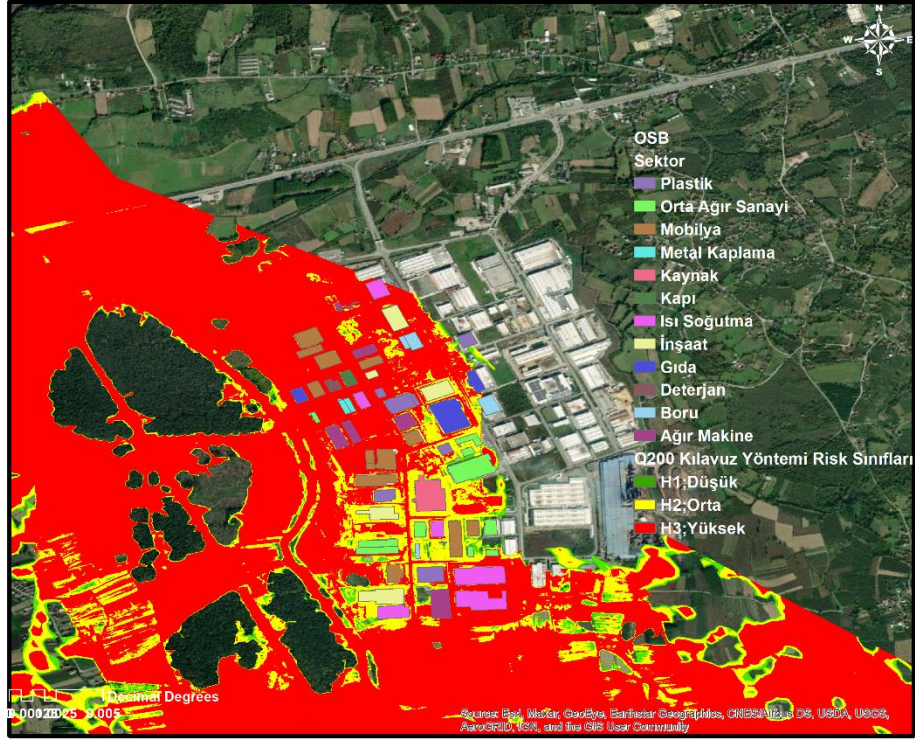 N
W E
S
OSB
Sektor
Plastik
Orta Ağır Sanayi
Mobilya
Metal Kaplama
Kaynak
Kapı
Isı Soğutma
İnşaat
Gıda
Deterjan
Boru
Ağır Makine
Q200 Kılavuz Yöntemi Risk Sınıfları
H1;Düşük
H2;Orta
H3;Yüksek
Decimal Degrees
0.005
Source: Esri, Maxar, GeoEye, Earthstar Geographics, CNES/Airbus DS, USDA, USGS,
AeroGRID, IGN, and the GIS User Community